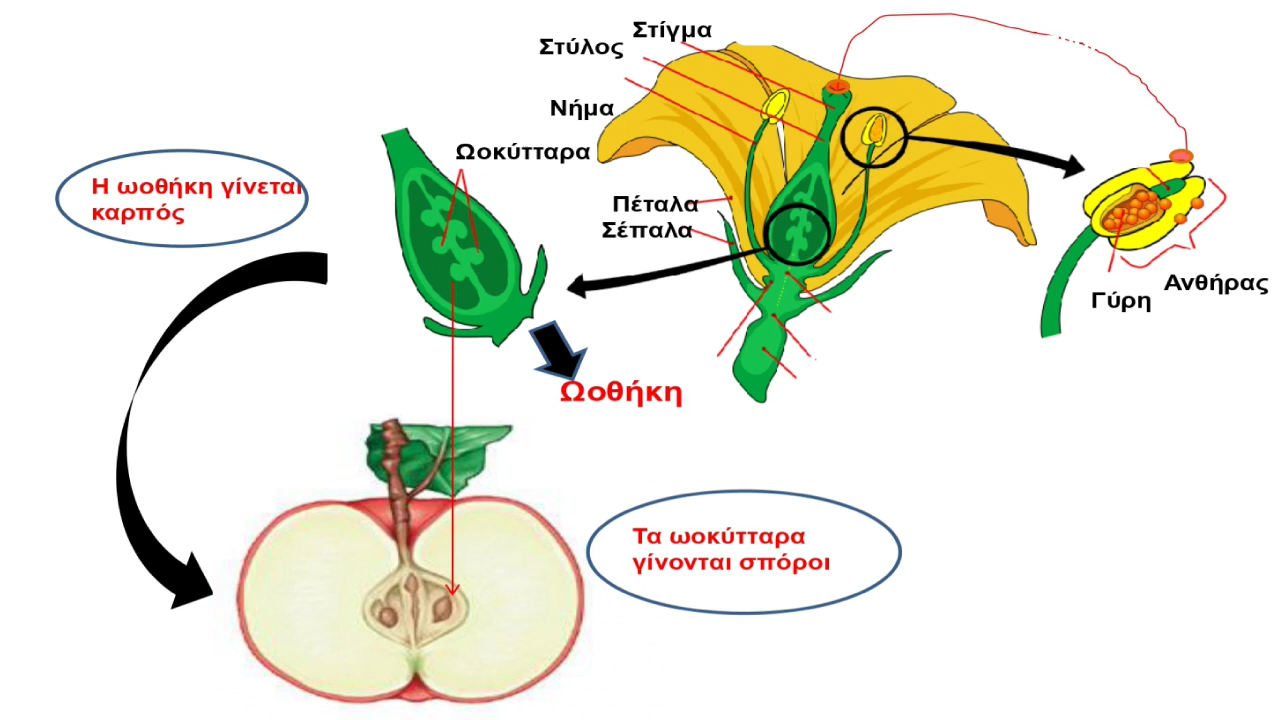 Στίγμα
Στύλος
Νήμα
Ωοκύτταρα
Η ωοθήκη γίνεται
καρπός
Πέταλα
Σέπαλα
Ανθήρας
Γύρη
Ωοθήκη
Τα ωοκύτταρα
γίνονται σπόροι